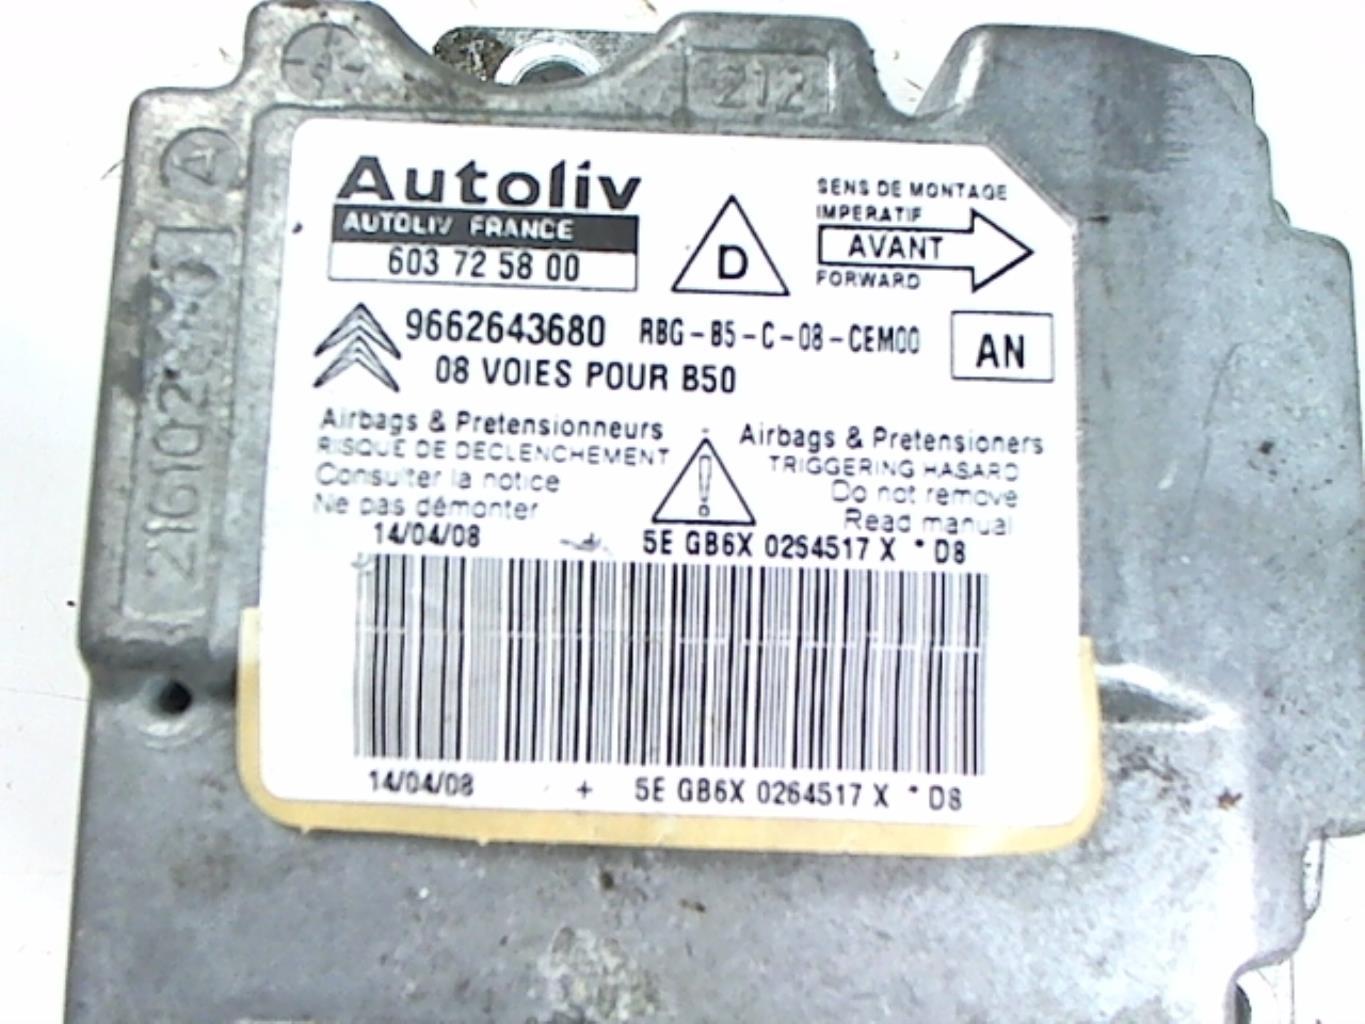 212
A
Autoliv
AUTOLIV FRANCE
603 72 58 00
D
SENS DE MONTAGE
IMPERATIF
AVANT
FORWARD
9662643680 RBG-B5-C-08-CEM00
08 VOIES POUR B50
AN
Airbags & Pretensionneurs
RISQUE DE DECLENCHEMENT
Consulter la notice
Ne pas démonter
!
Airbags & Pretensioners
TRIGGERING HASARD
Do not remove
Read manual
14/04/08 5E GB6X 0264517 X * D8
14/04/08 + 5E GB6X 0264517 X * D8